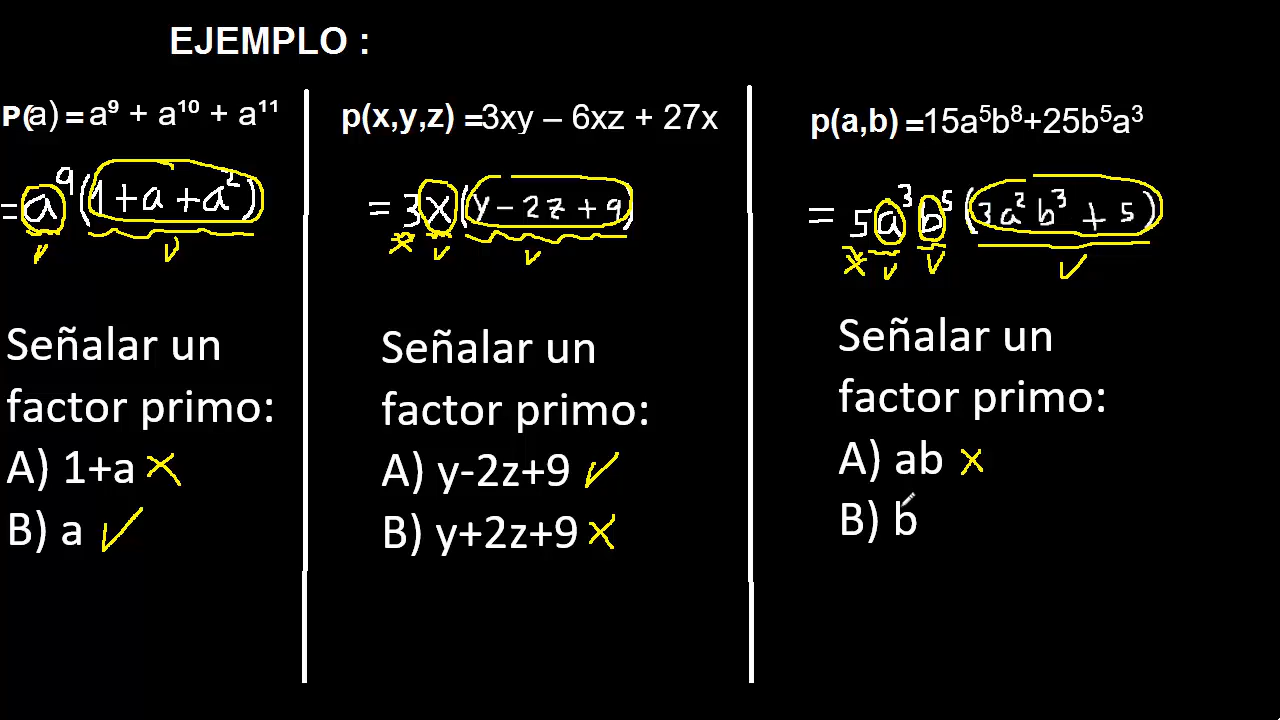 EJEMPLO :
P(a) = a⁹ + a¹⁰ + a¹¹
= a⁹(1 + a + a²)
Señalar un
factor primo:
A) 1+a ×
B) a ✓
p(x,y,z) =3xy – 6xz + 27x
= 3x(y – 2z + 9)
× ✓ ✓
Señalar un
factor primo:
A) y-2z+9 ✓
B) y+2z+9 ×
p(a,b) =15a⁵b⁸+25b⁵a³
= 5a³b⁵(3a²b³ + 5)
× ✓ ✓ ✓
Señalar un
factor primo:
A) ab ×
B) b